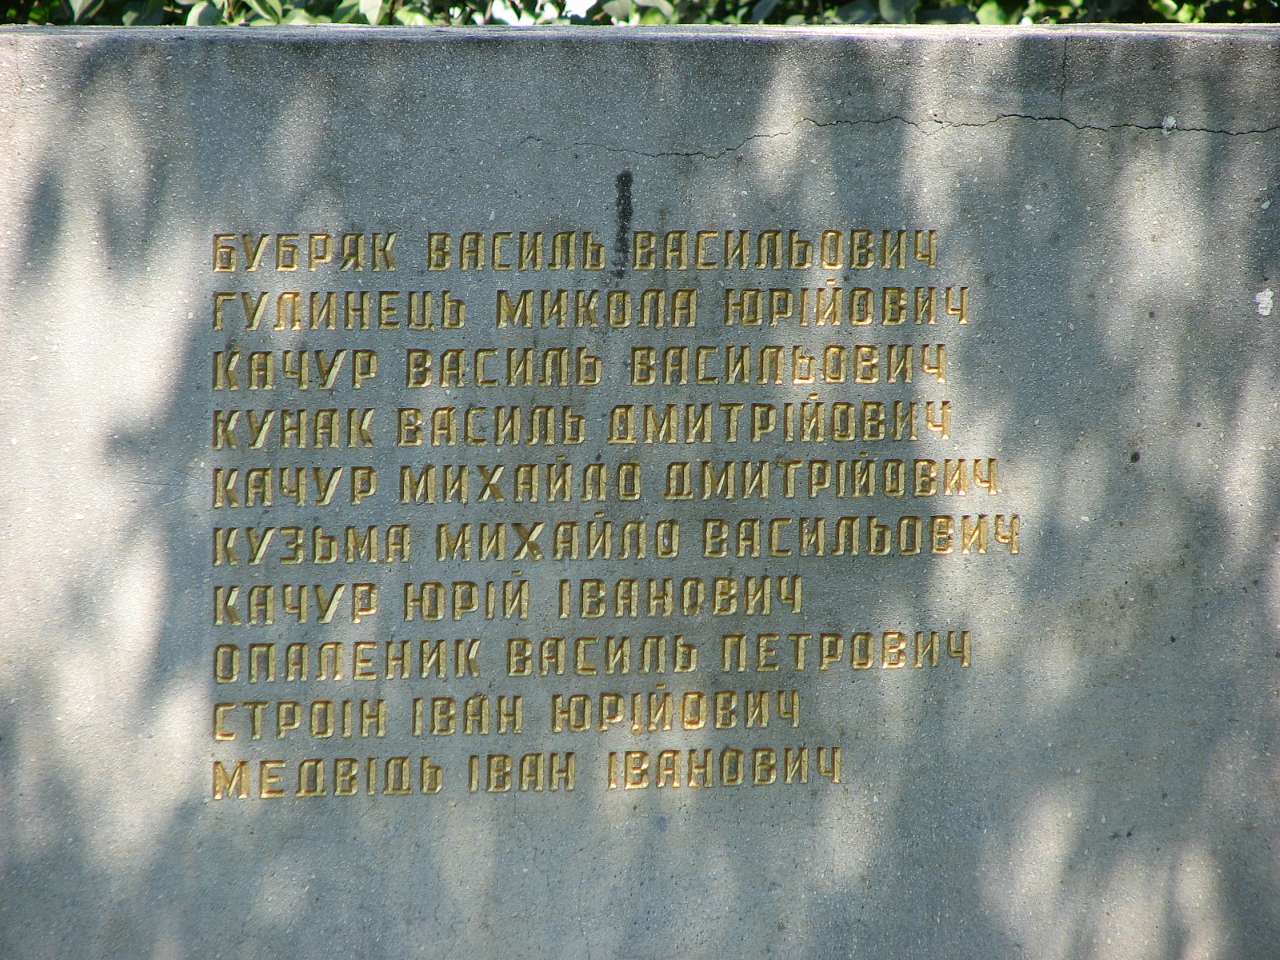 БУБРЯК ВАСИЛЬ ВАСИЛЬОВИЧ
ГУЛИНЕЦЬ МИКОЛА ЮРІЙОВИЧ
КАЧУР ВАСИЛЬ ВАСИЛЬОВИЧ
КУНАК ВАСИЛЬ ДМИТРІЙОВИЧ
КАЧУР МИХАЙЛО ДМИТРІЙОВИЧ
КУЗЬМА МИХАЙЛО ВАСИЛЬОВИЧ
КАЧУР ЮРІЙ ІВАНОВИЧ
ОПАЛЕНИК ВАСИЛЬ ПЕТРОВИЧ
СТРОІН ІВАН ЮРІЙОВИЧ
МЕДВІДЬ ІВАН ІВАНОВИЧ